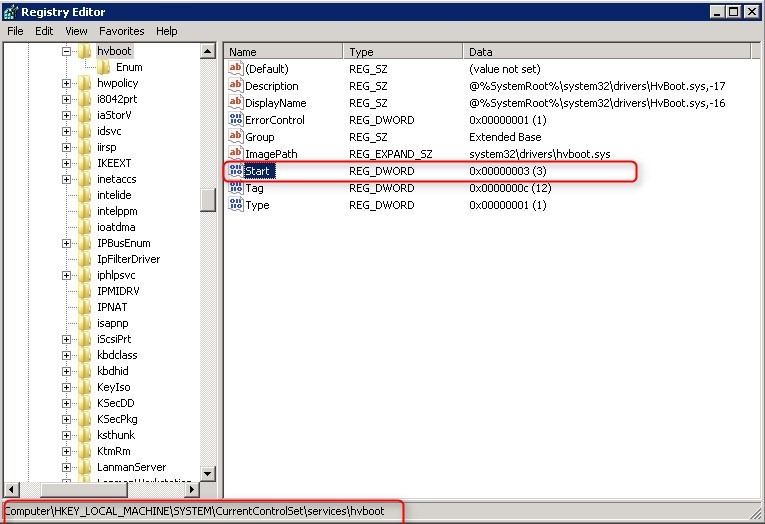 Registry Editor
File Edit View Favorites Help
hvboot
Enum
hwpolicy
i8042prt
iaStorV
idsvc
iirsp
IKEEXT
inetaccs
intelide
intelppm
ioatdma
IPBusEnum
IpFilterDriver
iphlpsvc
IPMIDRV
IPNAT
isapnp
iScsiPrt
kbdclass
kbdhid
KeyIso
KSecDD
KSecPkg
ksthunk
KtmRm
LanmanServer
LanmanWorkstation
Name Type Data
(Default) REG_SZ (value not set)
Description REG_SZ @%SystemRoot%\system32\drivers\HvBoot.sys,-17
DisplayName REG_SZ @%SystemRoot%\system32\drivers\HvBoot.sys,-16
ErrorControl REG_DWORD 0x00000001 (1)
Group REG_SZ Extended Base
ImagePath REG_EXPAND_SZ system32\drivers\hvboot.sys
Start REG_DWORD 0x00000003 (3)
Tag REG_DWORD 0x0000000c (12)
Type REG_DWORD 0x00000001 (1)
Computer\HKEY_LOCAL_MACHINE\SYSTEM\CurrentControlSet\services\hvboot